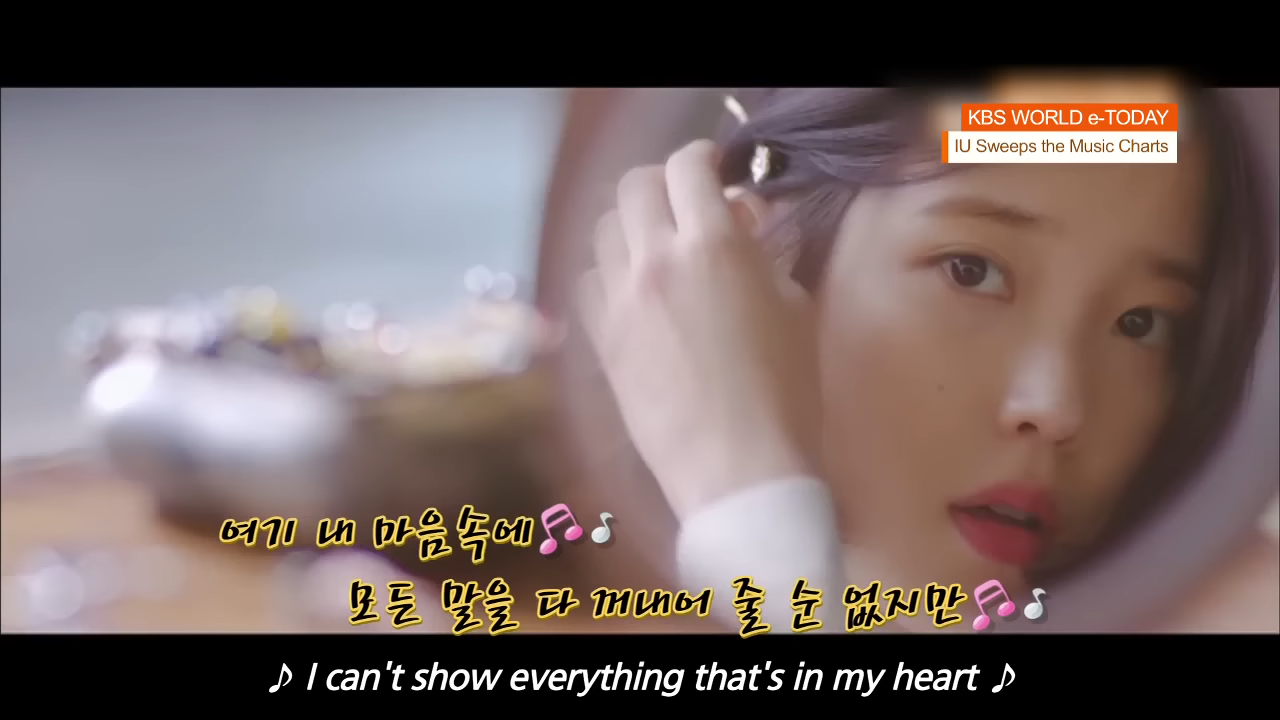 KBS WORLD e-TODAY
IU Sweeps the Music Charts
여기 내 마음속에
모든 말을 다 꺼내어 줄 순 없지만
♪ I can't show everything that's in my heart ♪